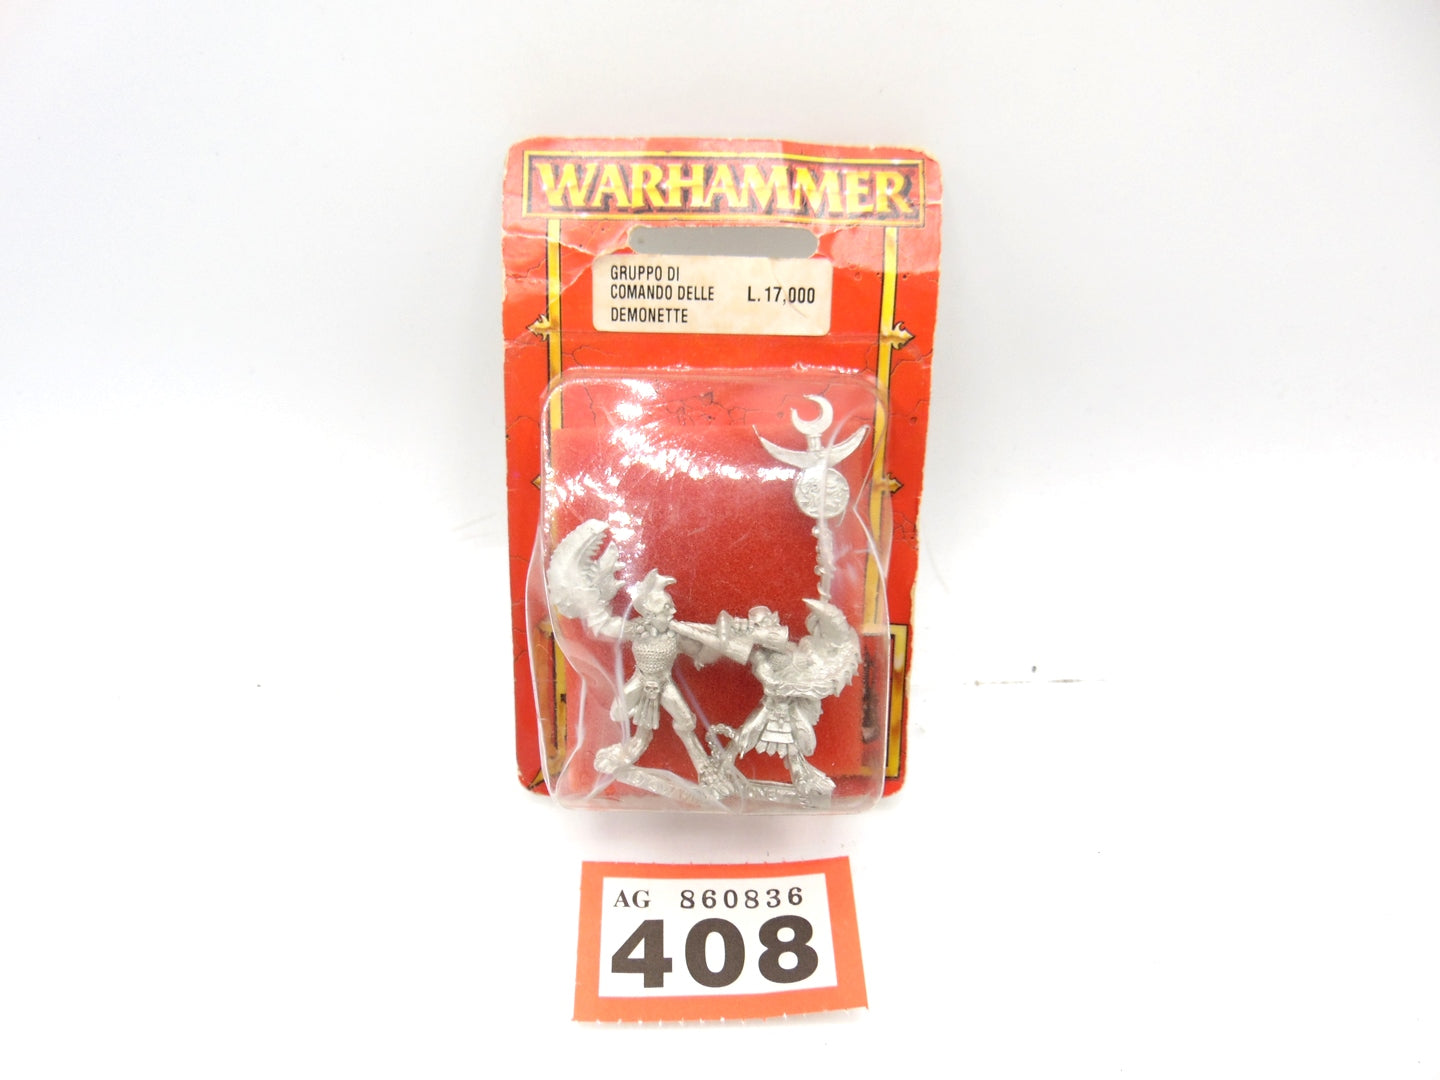 WARHAMMER
GRUPPO DI
COMANDO DELLE L.17,000
DEMONETTE
AG 860836
408